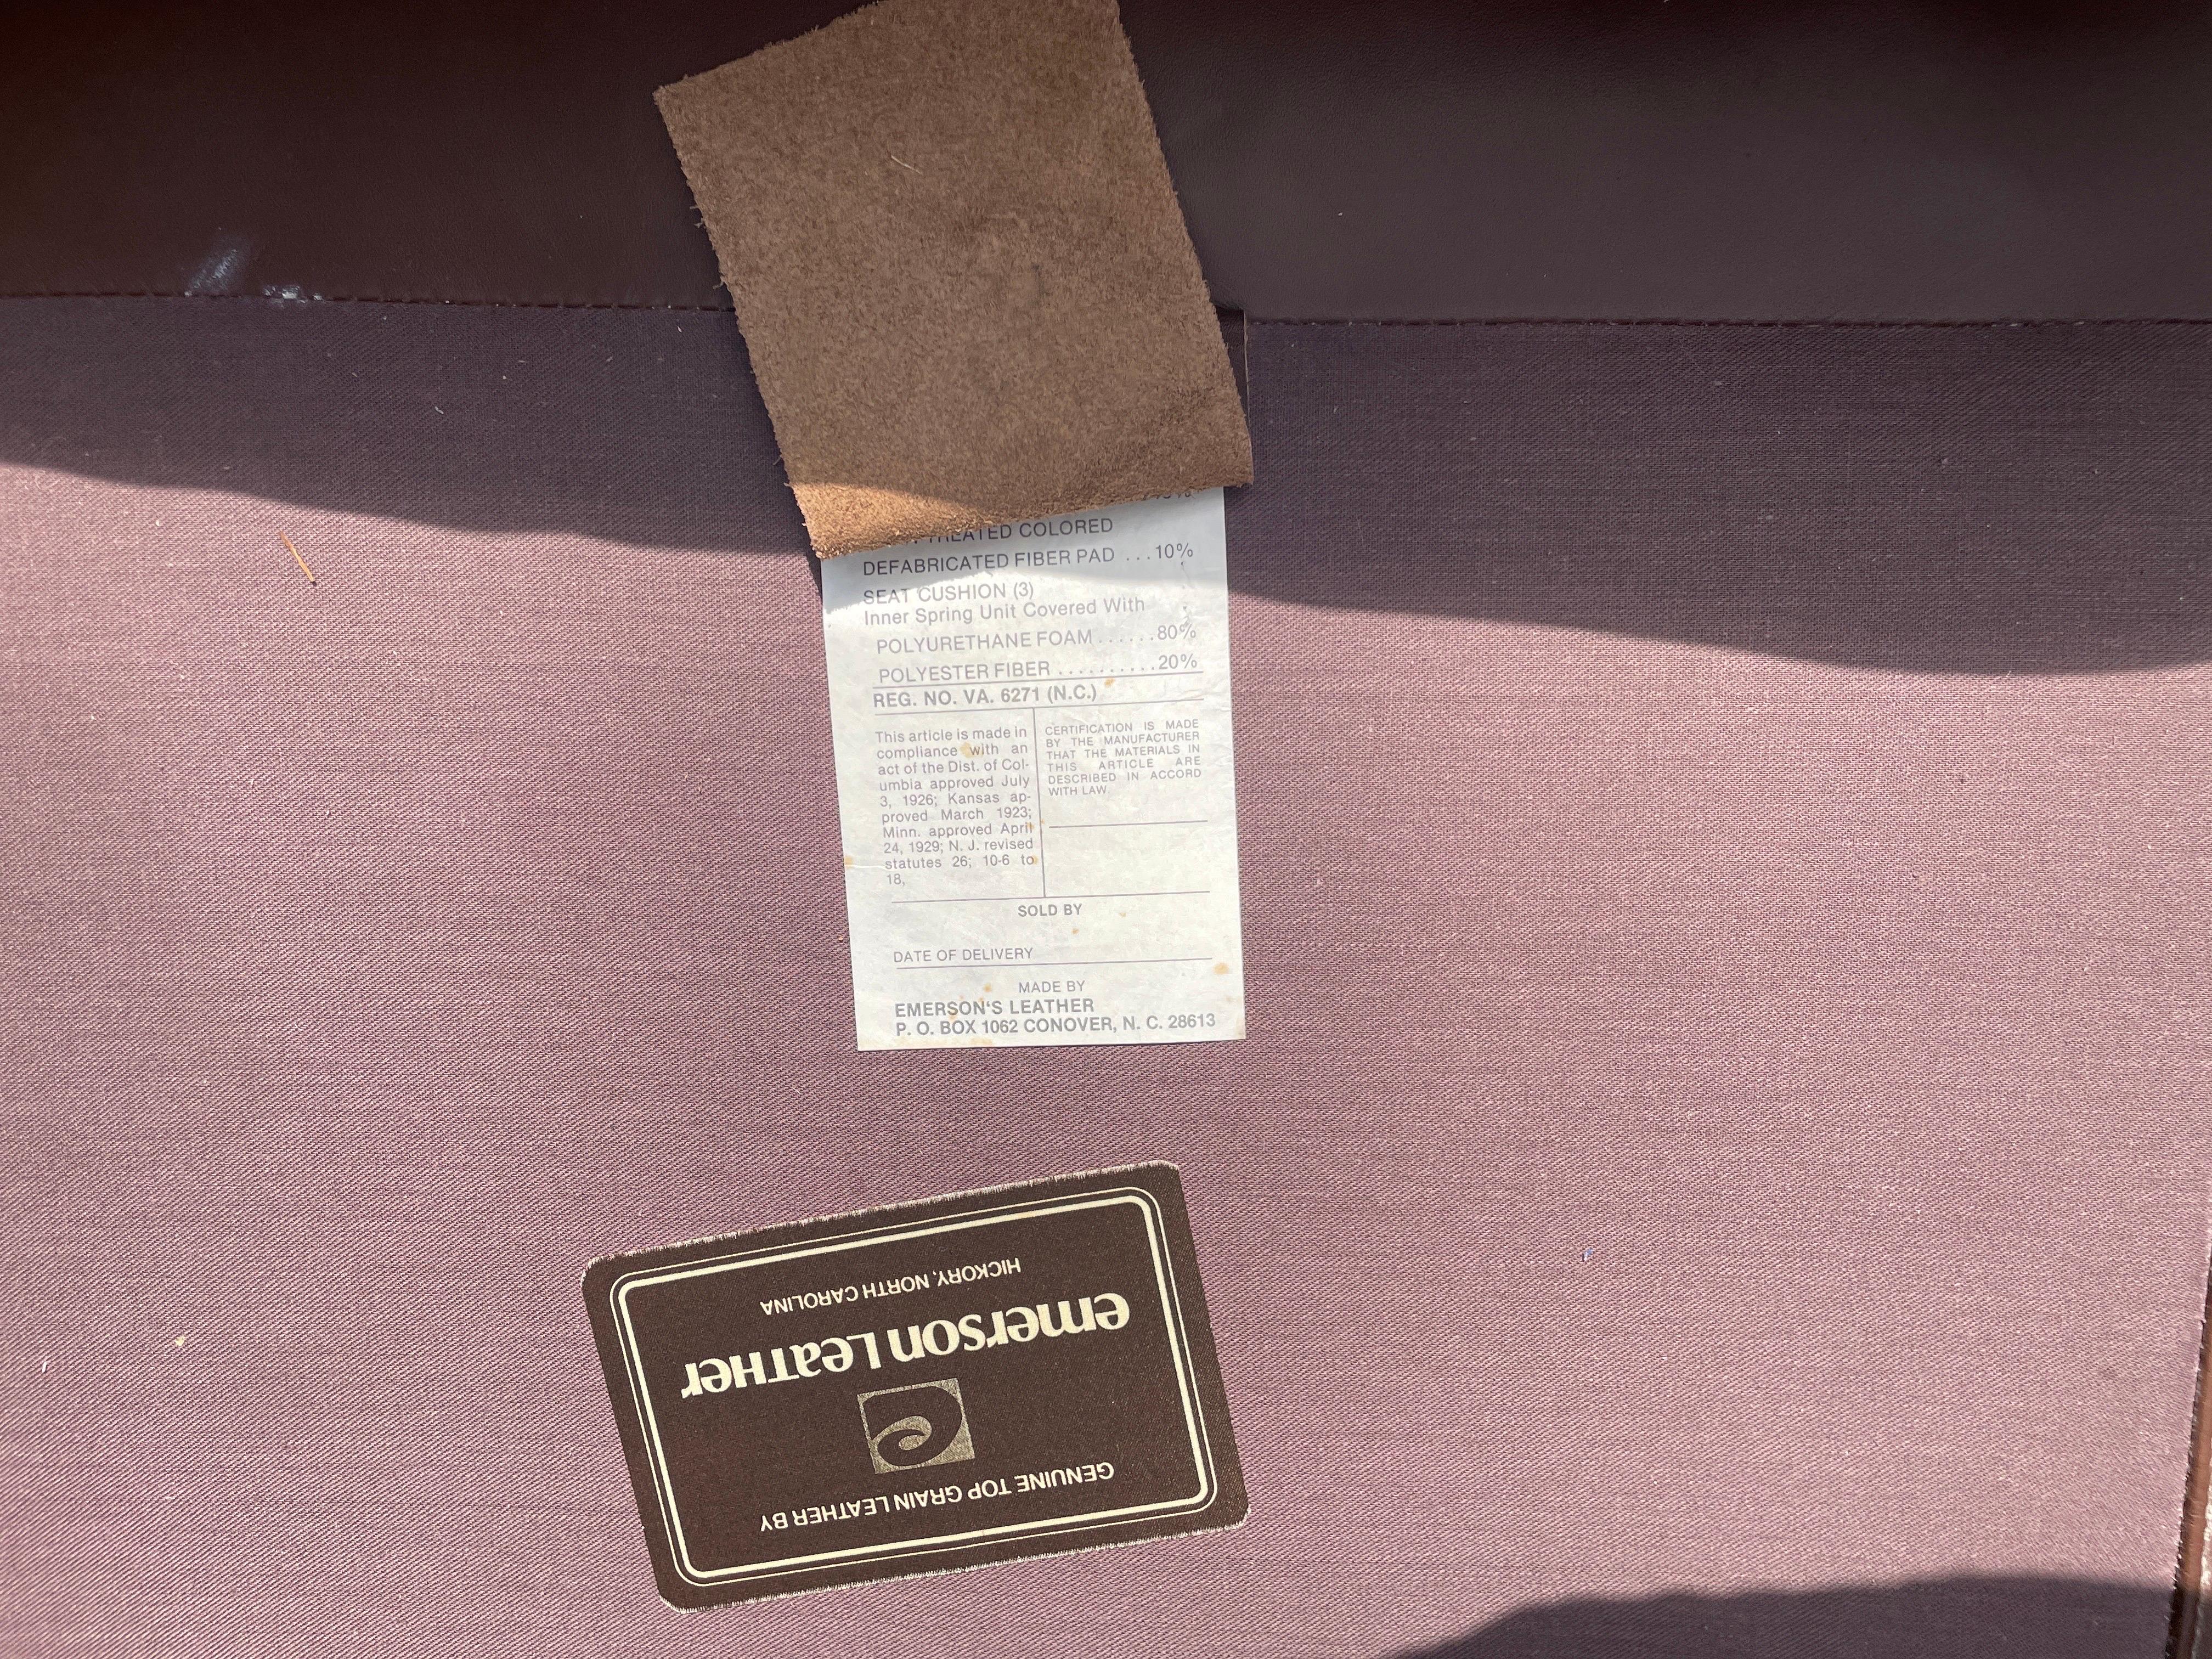 TREATED COLORED
DEFABRICATED FIBER PAD ... 10%
SEAT CUSHION (3)
Inner Spring Unit Covered With
POLYURETHANE FOAM ...... 80%
POLYESTER FIBER .......... 20%
REG. NO. VA. 6271 (N.C.)
This article is made in
compliance with an
act of the Dist. of Col-
umbia approved July
3, 1926; Kansas ap-
proved March 1923;
Minn. approved April
24, 1929; N. J. revised
statutes 26; 10-6 to
18,
CERTIFICATION IS MADE
BY THE MANUFACTURER
THAT THE MATERIALS IN
THIS ARTICLE ARE
DESCRIBED IN ACCORD
WITH LAW.
SOLD BY
DATE OF DELIVERY
MADE BY
EMERSON'S LEATHER
P. O. BOX 1062 CONOVER, N. C. 28613
GENUINE TOP GRAIN LEATHER BY
e
emerson Leather
HICKORY, NORTH CAROLINA